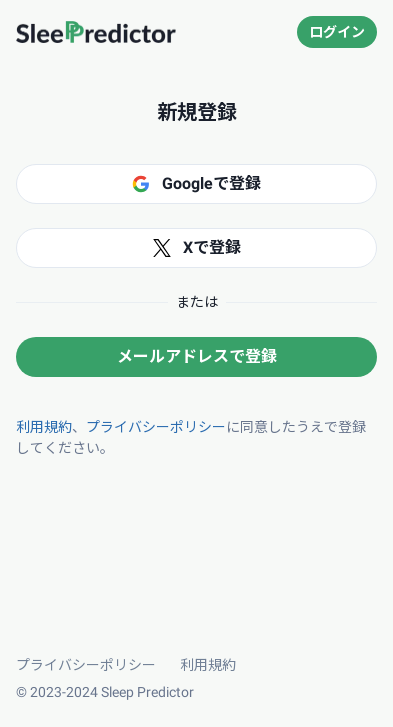 SleePredictor
ログイン
新規登録
Googleで登録
Xで登録
または
メールアドレスで登録
利用規約、プライバシーポリシーに同意したうえで登録
してください。
プライバシーポリシー 利用規約
© 2023-2024 Sleep Predictor